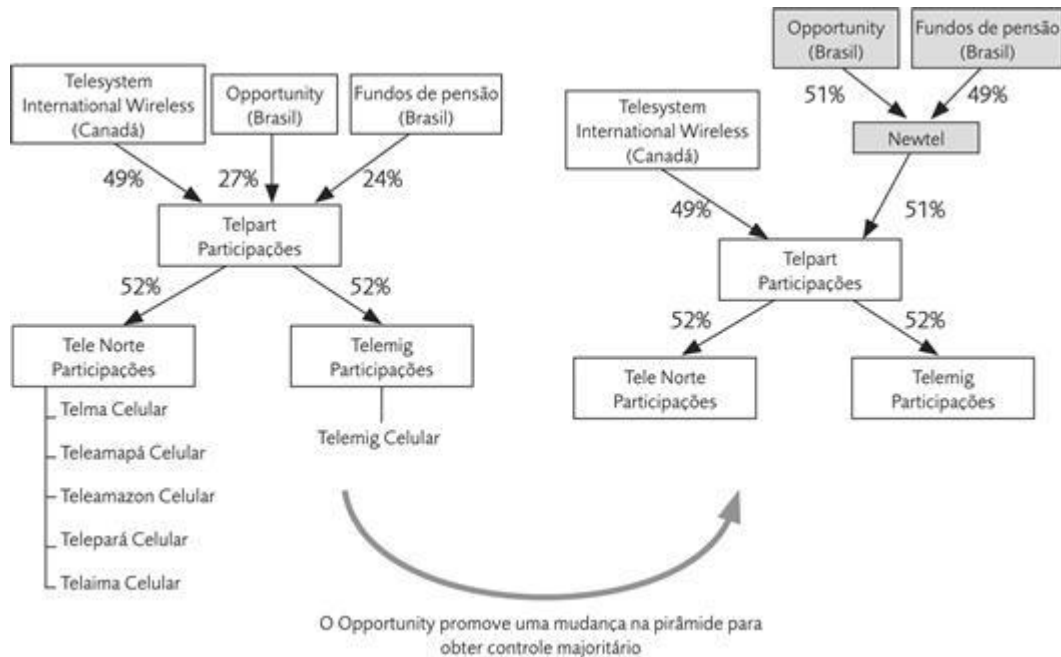 Telesystem
International Wireless
(Canadá)
Opportunity
(Brasil)
Fundos de pensão
(Brasil)
49%
27%
24%
Telpart
Participações
52%
52%
Tele Norte
Participações
Telemig
Participações
Telma Celular
Teleamapá Celular
Teleamazon Celular
Telepará Celular
Telaima Celular
Telemig Celular
Opportunity
(Brasil)
Fundos de pensão
(Brasil)
51%
49%
Telesystem
International Wireless
(Canadá)
Newtel
49%
51%
Telpart
Participações
52%
52%
Tele Norte
Participações
Telemig
Participações
O Opportunity promove uma mudança na pirâmide para
obter controle majoritário